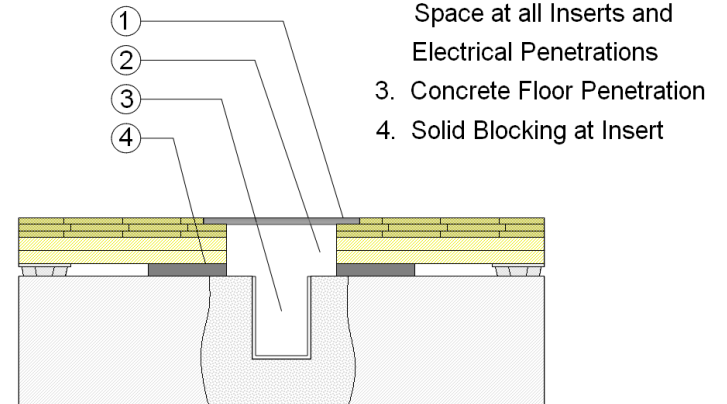 Space at all Inserts and
Electrical Penetrations
3. Concrete Floor Penetration
4. Solid Blocking at Insert
1
2
3
4